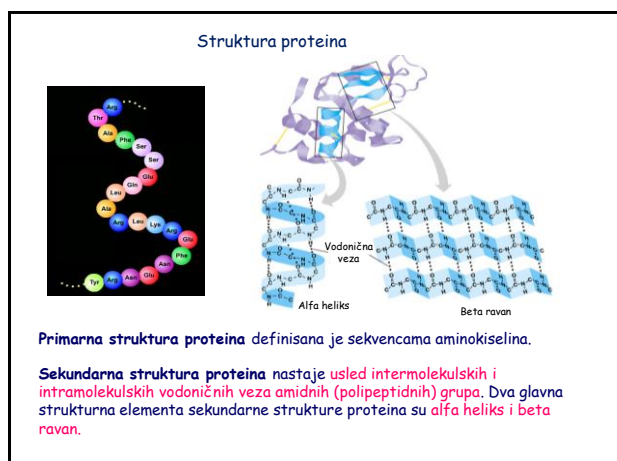 Struktura proteina
Arg
Thr
Ala
Phe
Ser
Ser
Glu
Gln
Leu
Ala
Arg
Leu
Lys
Arg
Glu
Phe
Asn
Glu
Asn
Arg
Tyr
Vodonična
veza
Alfa heliks
Beta ravan
Primarna struktura proteina definisana je sekvencama aminokiselina.
Sekundarna struktura proteina nastaje usled intermolekulskih i
intramolekulskih vodoničnih veza amidnih (polipeptidnih) grupa. Dva glavna
strukturna elementa sekundarne strukture proteina su alfa heliks i beta
ravan.